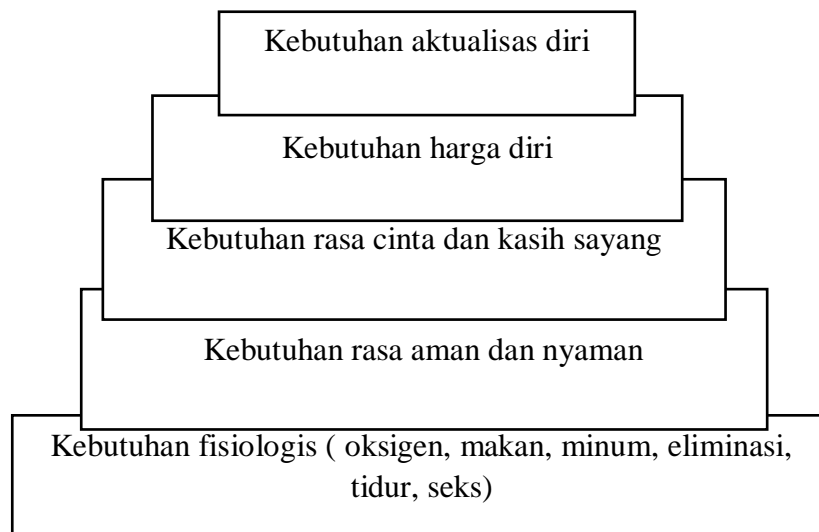 Kebutuhan aktualisas diri
Kebutuhan harga diri
Kebutuhan rasa cinta dan kasih sayang
Kebutuhan rasa aman dan nyaman
Kebutuhan fisiologis ( oksigen, makan, minum, eliminasi,
tidur, seks)